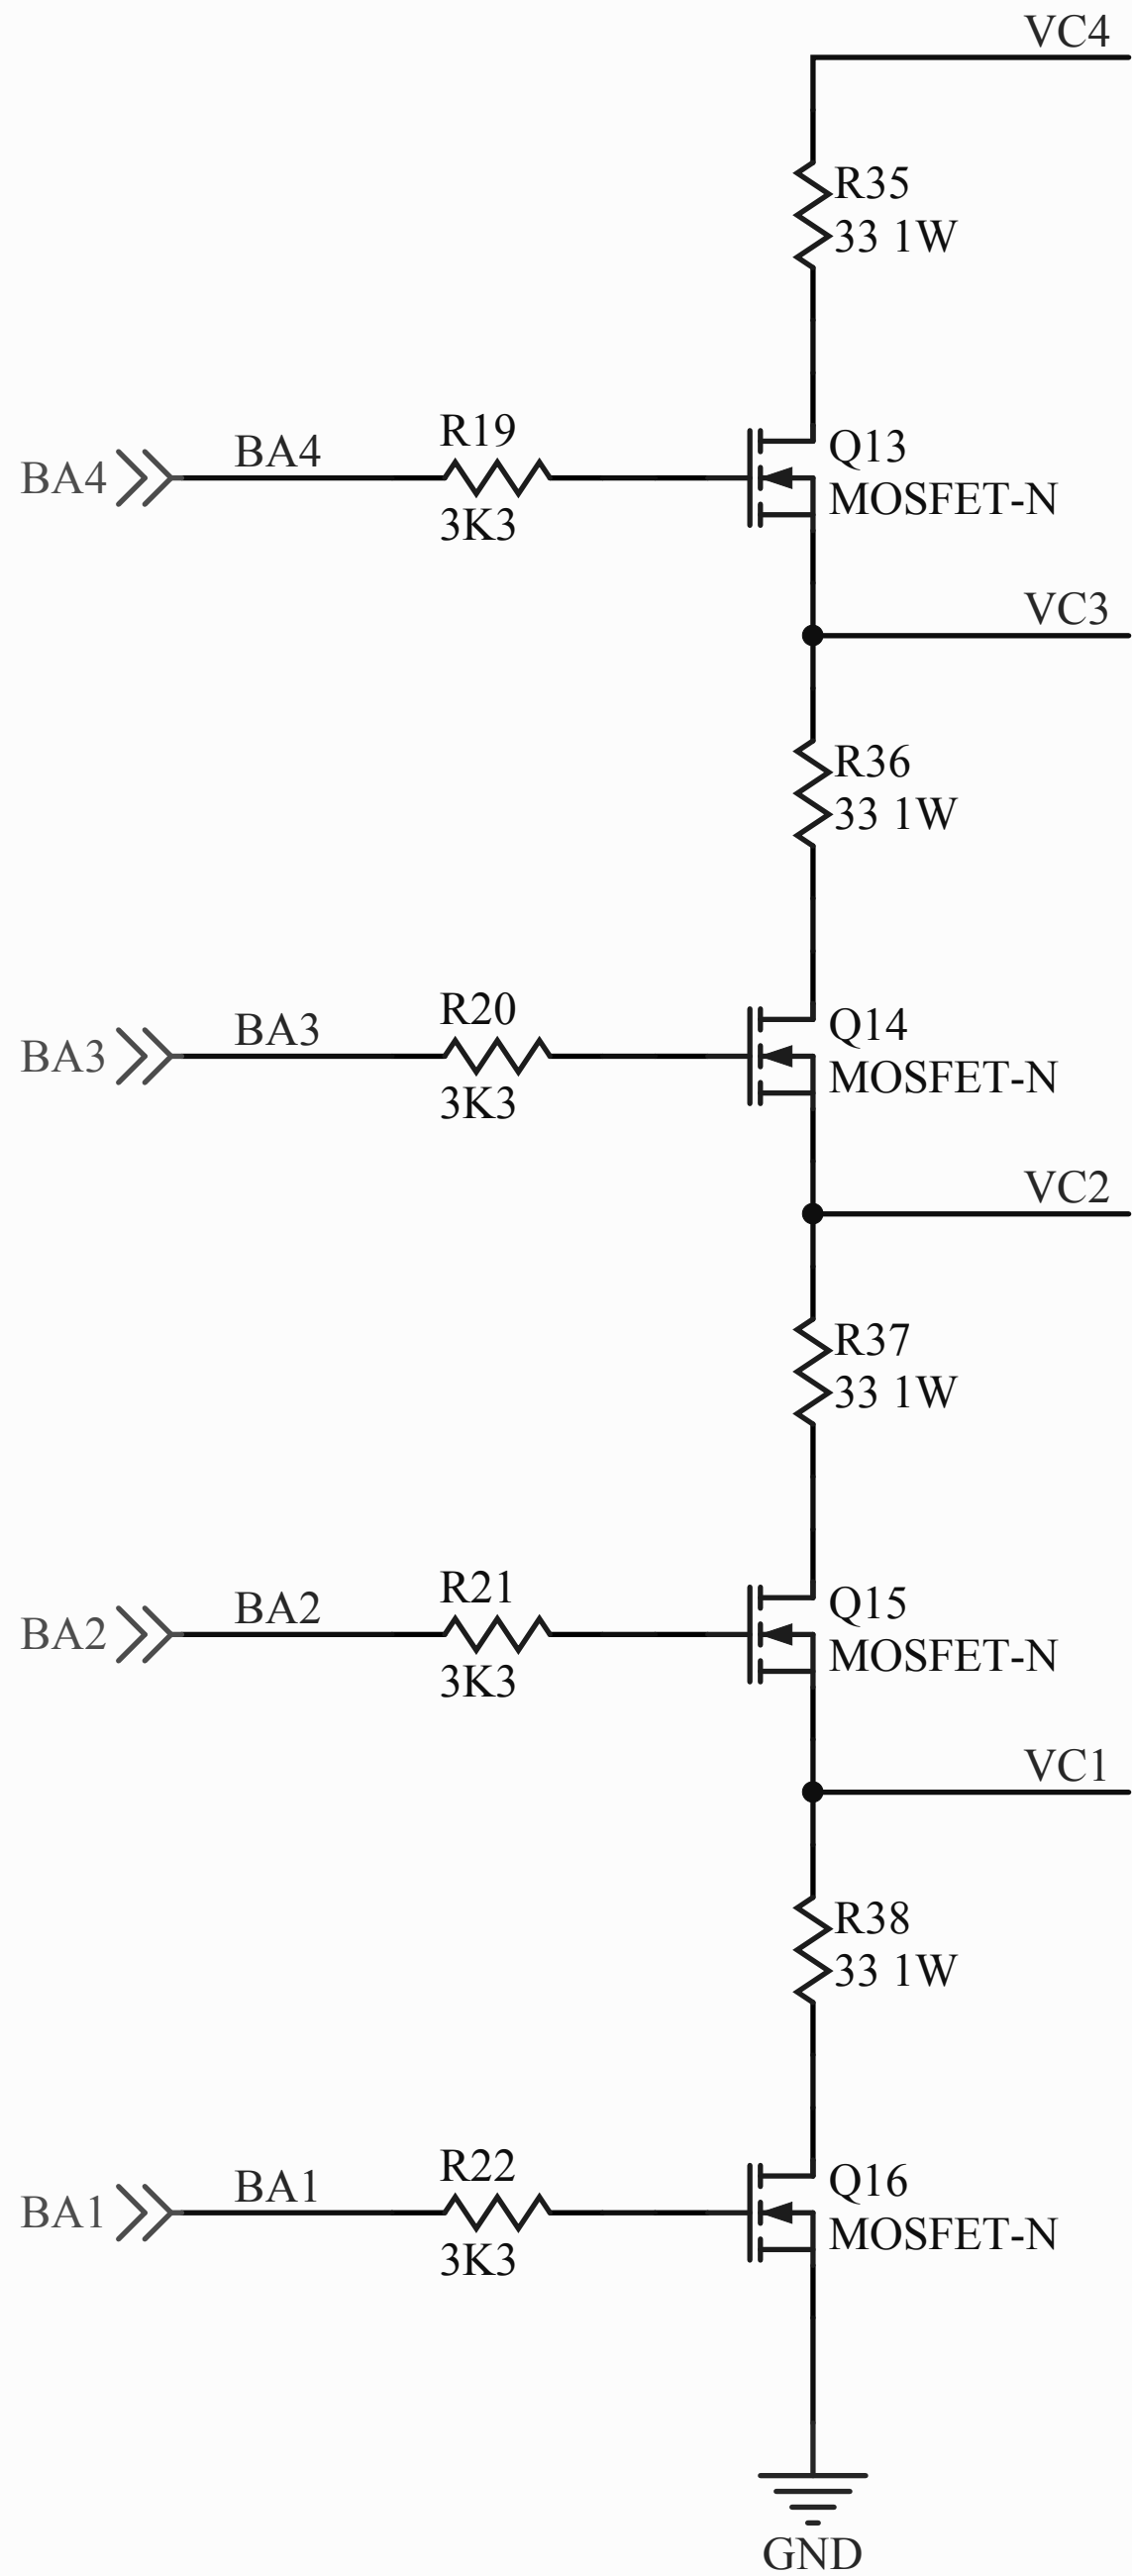 VC4
R35
33 1W
R19
BA4
BA4
3K3
Q13
MOSFET-N
VC3
R36
33 1W
R20
BA3
BA3
3K3
Q14
MOSFET-N
VC2
R37
33 1W
R21
BA2
BA2
3K3
Q15
MOSFET-N
VC1
R38
33 1W
R22
BA1
BA1
3K3
Q16
MOSFET-N
GND